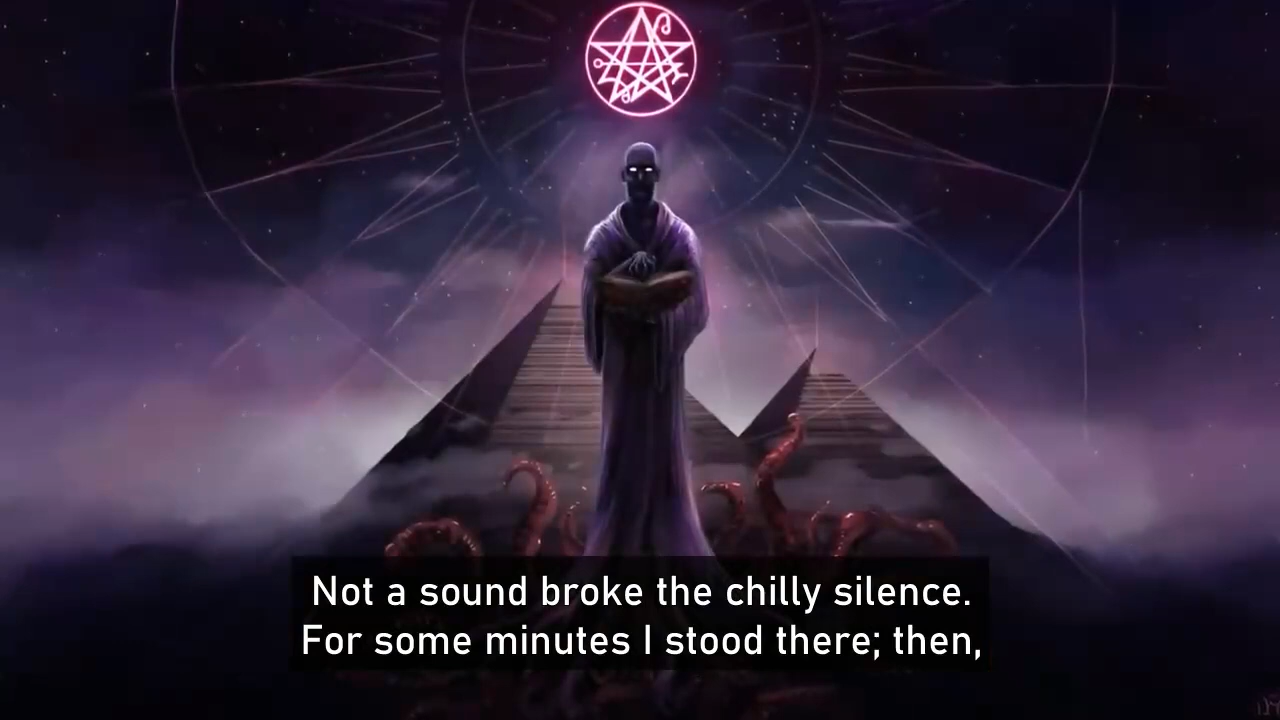 Not a sound broke the chilly silence.
For some minutes I stood there; then,